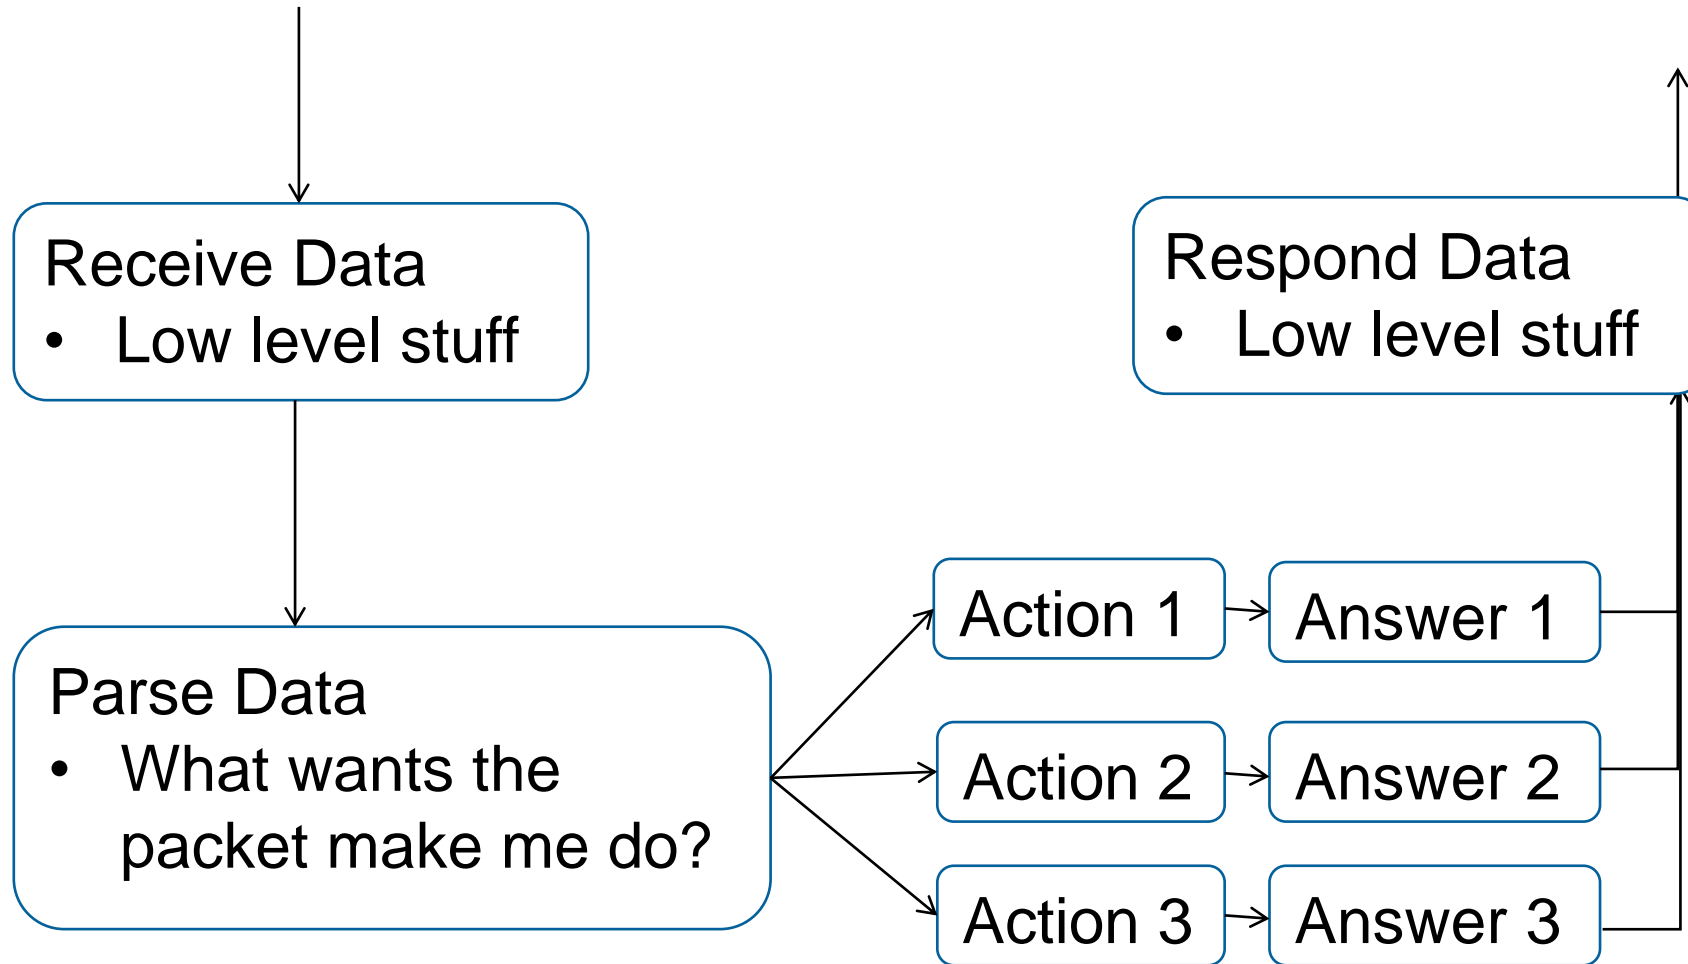 Receive Data
• Low level stuff
Respond Data
• Low level stuff
Parse Data
• What wants the
packet make me do?
Action 1
Answer 1
Action 2
Answer 2
Action 3
Answer 3